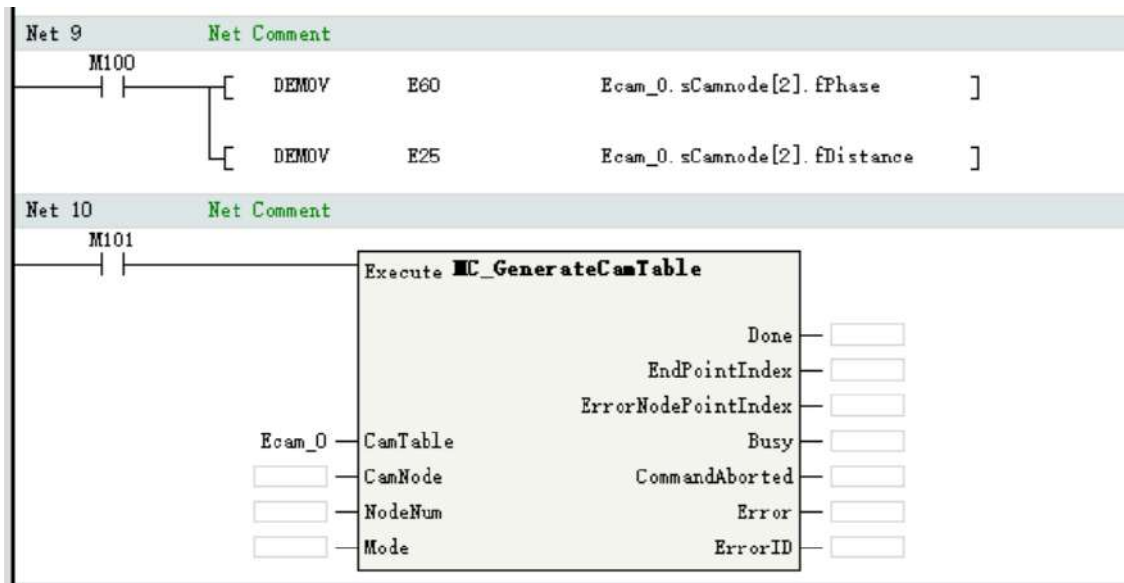 Net 9 Net Comment
M100
DEMOV E60 Ecam_0.sCamnode[2].fPhase
DEMOV E25 Ecam_0.sCamnode[2].fDistance
Net 10 Net Comment
M101
Execute MC_GenerateCamTable
Done
EndPointIndex
ErrorNodePointIndex
Ecam_0 CamTable Busy
CamNode CommandAborted
NodeNum Error
Mode ErrorID